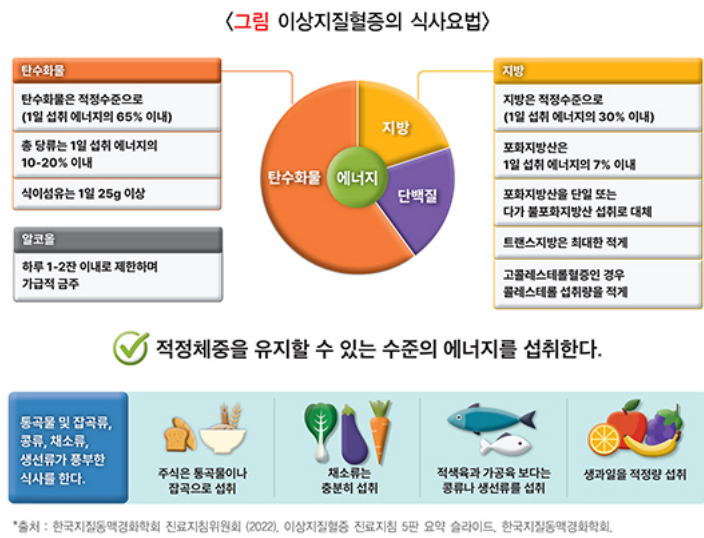 <그림 이상지질혈증의 식사요법>
탄수화물
탄수화물은 적정수준으로
(1일 섭취 에너지의 65% 이내)
총 당류는 1일 섭취 에너지의
10-20% 이내
식이섬유는 1일 25g 이상
알코올
하루 1-2잔 이내로 제한하며
가급적 금주
지방
탄수화물
에너지
단백질
지방
지방은 적정수준으로
(1일 섭취 에너지의 30% 이내)
포화지방산은
1일 섭취 에너지의 7% 이내
포화지방산을 단일 또는
다가 불포화지방산 섭취로 대체
트랜스지방은 최대한 적게
고콜레스테롤혈증인 경우
콜레스테롤 섭취량을 적게
적정체중을 유지할 수 있는 수준의 에너지를 섭취한다.
통곡물 및 잡곡류,
콩류, 채소류,
생선류가 풍부한
식사를 한다.
주식은 통곡물이나
잡곡으로 섭취
채소류는
충분히 섭취
적색육과 가공육 보다는
콩류나 생선류를 섭취
생과일을 적정량 섭취
*출처 : 한국지질동맥경화학회 진료지침위원회 (2022). 이상지질혈증 진료지침 5판 요약 슬라이드. 한국지질동맥경화학회.